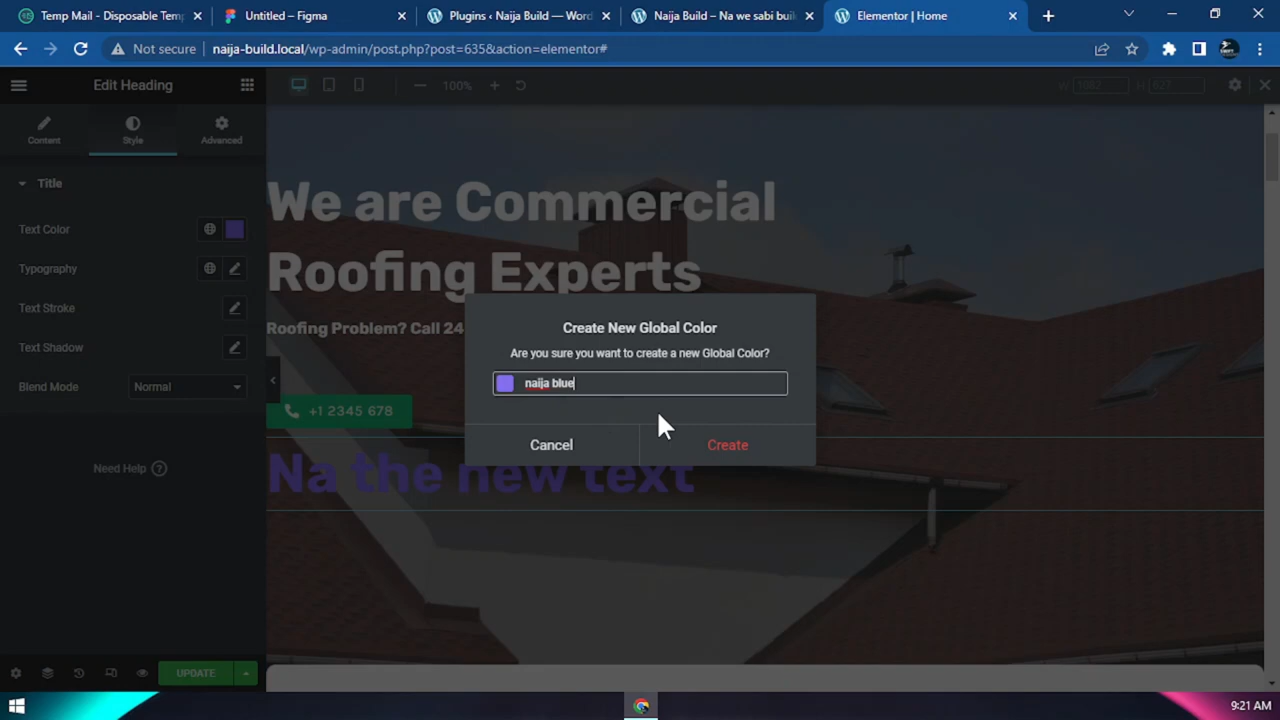 Temp Mail - Disposable Temp
Untitled – Figma
Plugins ‹ Naija Build — Word
Naija Build – Na we sabi buil
Elementor | Home
Not secure
naija-build.local/wp-admin/post.php?post=635&action=elementor#
Edit Heading
100%
W 1682 H 627
Content
Style
Advanced
Title
Text Color
Typography
Text Stroke
Text Shadow
Blend Mode
Normal
Need Help ?
UPDATE
We are Commercial
Roofing Experts
Roofing Problem? Call 24
+1 2345 678
Na the new text
Create New Global Color
Are you sure you want to create a new Global Color?
naija blue
Cancel
Create
9:21 AM